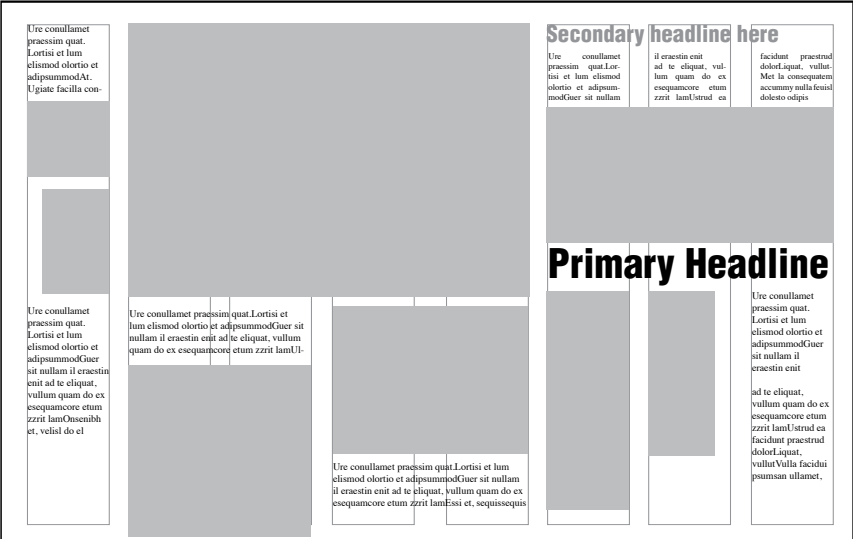 Ure conullamet
praessim quat.
Lortisi et lum
elismod olortio et
adipsummodAt.
Ugiate facilla con-
Ure conullamet
praessim quat.
Lortisi et lum
elismod olortio et
adipsummodGuer
sit nullam il eraestin
enit ad te eliquat,
vullum quam do ex
esequamcore etum
zzrit lamOnsenibh
et, velisl do el
Ure conullamet praessim quat.Lortisi et
lum elismod olortio et adipsummodGuer sit
nullam il eraestin enit ad te eliquat, vullum
quam do ex esequamcore etum zzrit lamUl-
Ure conullamet praessim quat.Lortisi et lum
elismod olortio et adipsummodGuer sit nullam
il eraestin enit ad te eliquat, vullum quam do ex
esequamcore etum zzrit lamEssi et, sequissequis
Secondary headline here
Ure conullamet
praessim quat.Lor-
tisi et lum elismod
olortio et adipsum-
modGuer sit nullam
il eraestin enit
ad te eliquat, vul-
lum quam do ex
esequamcore etum
zzrit lamUstrud ea
facidunt praestrud
dolorLiquat, vullut-
Met la consequatem
accummy nulla feuisl
dolesto odipis
Primary Headline
Ure conullamet
praessim quat.
Lortisi et lum
elismod olortio et
adipsummodGuer
sit nullam il
eraestin enit
ad te eliquat,
vullum quam do ex
esequamcore etum
zzrit lamUstrud ea
facidunt praestrud
dolorLiquat,
vullutVulla facidui
psumsan ullamet,